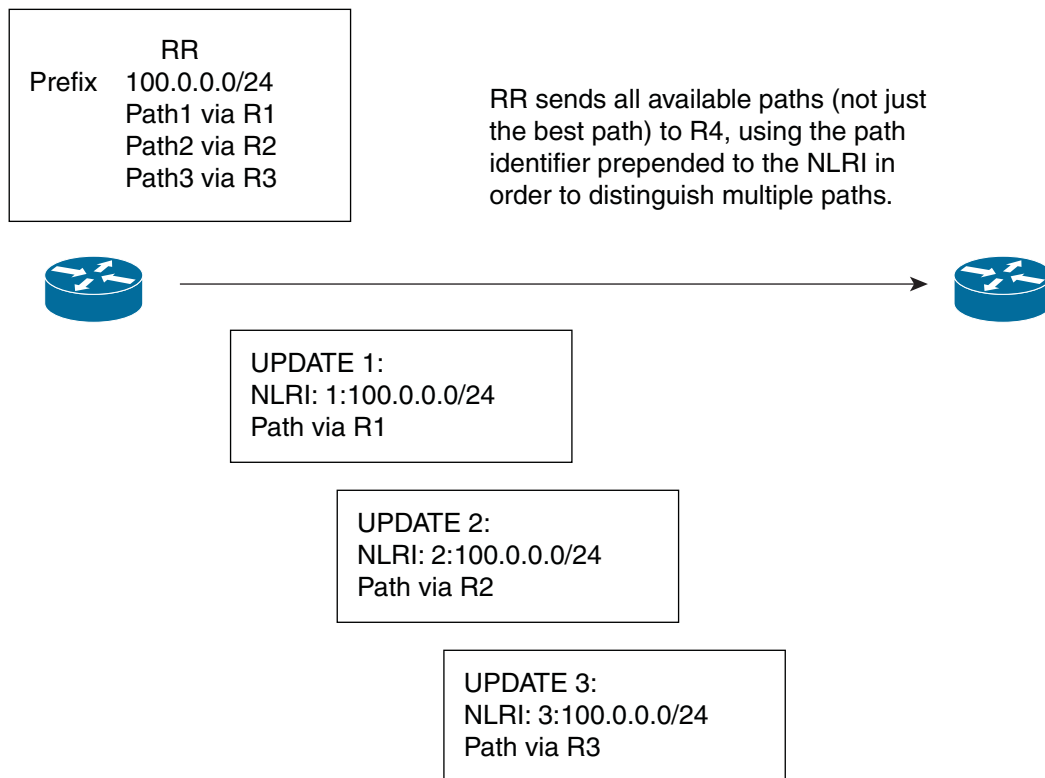 RR
Prefix 100.0.0.0/24
Path1 via R1
Path2 via R2
Path3 via R3
RR sends all available paths (not just
the best path) to R4, using the path
identifier prepended to the NLRI in
order to distinguish multiple paths.
UPDATE 1:
NLRI: 1:100.0.0.0/24
Path via R1
UPDATE 2:
NLRI: 2:100.0.0.0/24
Path via R2
UPDATE 3:
NLRI: 3:100.0.0.0/24
Path via R3